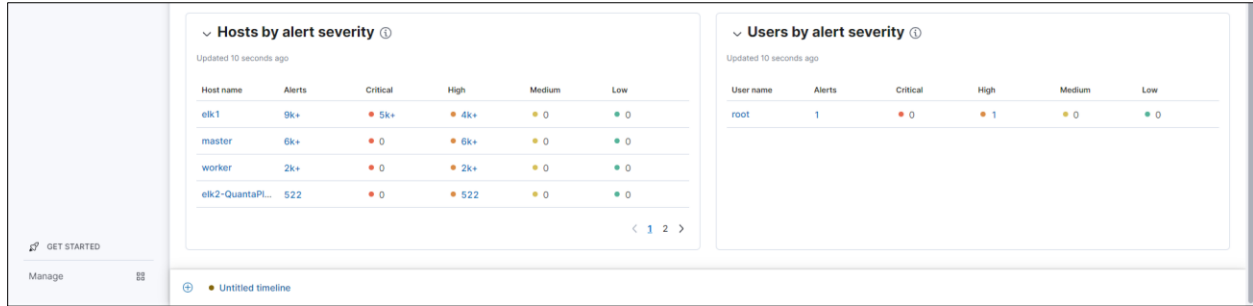 Hosts by alert severity
Updated 10 seconds ago
Host name Alerts Critical High Medium Low
elk1 9k+ 5k+ 4k+ 0 0
master 6k+ 0 6k+ 0 0
worker 2k+ 0 2k+ 0 0
elk2-QuantaPl... 522 0 522 0 0
< 1 2 >
Users by alert severity
Updated 10 seconds ago
User name Alerts Critical High Medium Low
root 1 0 1 0 0
GET STARTED
Manage
Untitled timeline